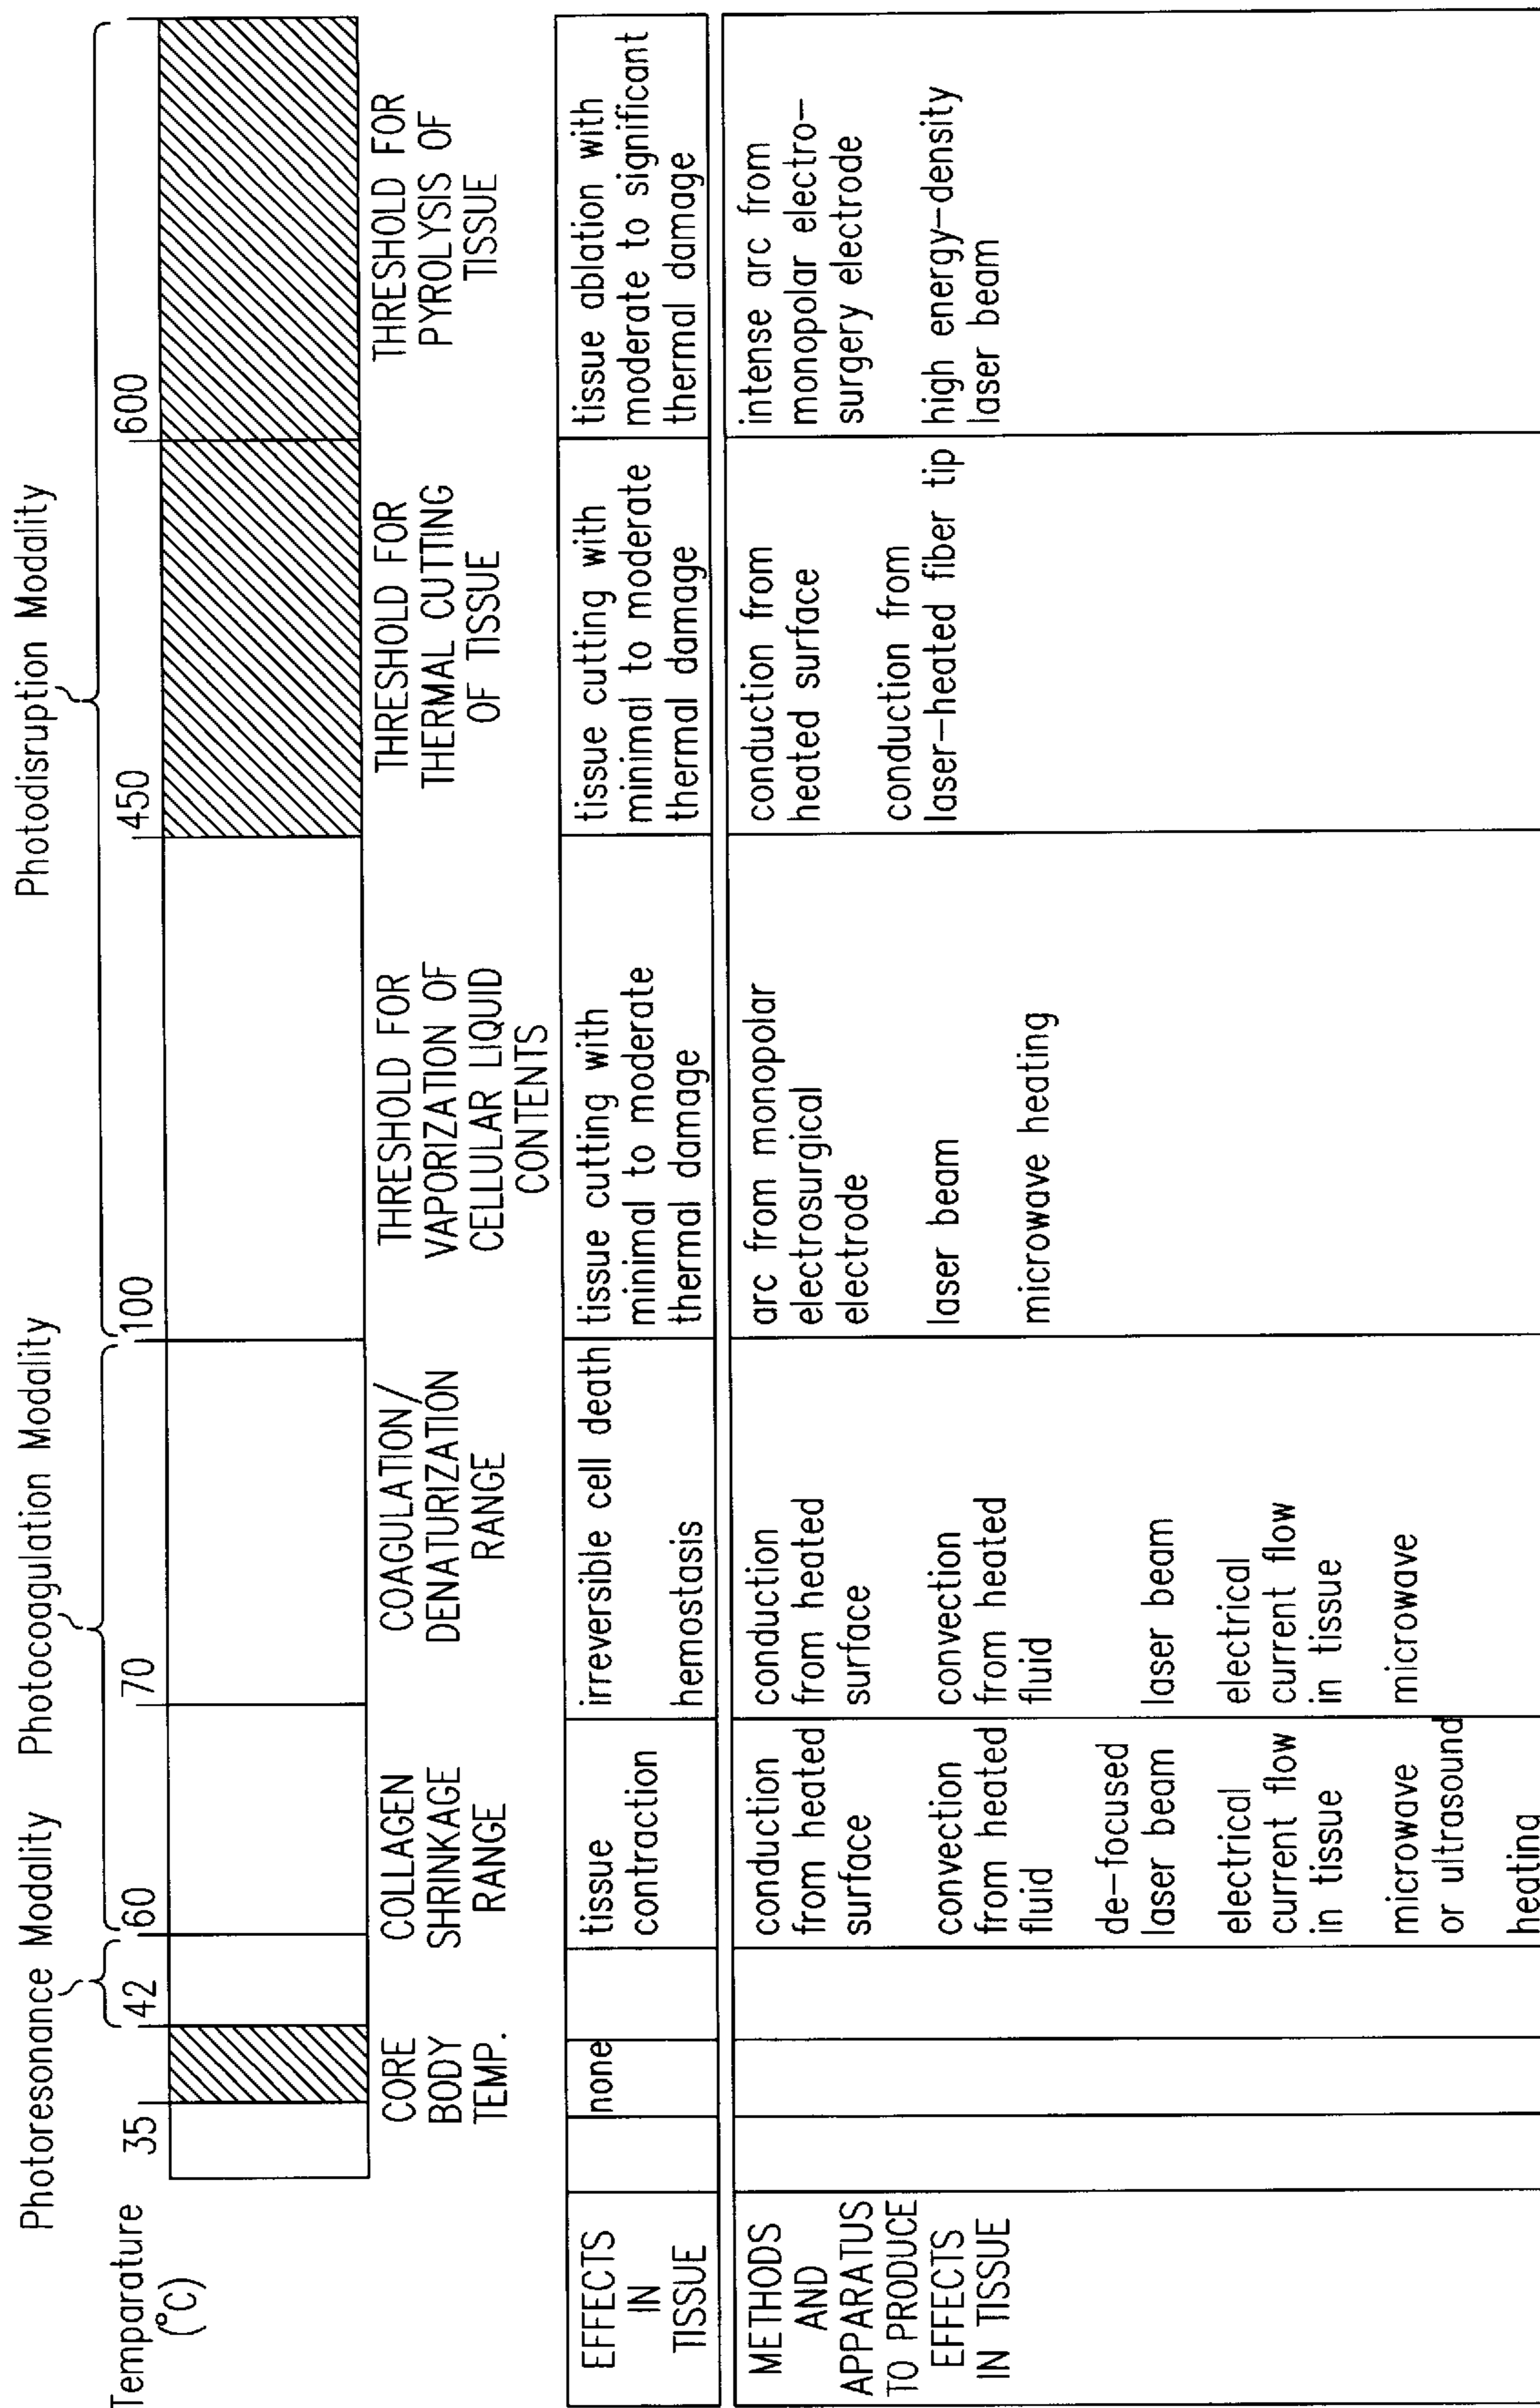 Photoresonance Modality
Photocoagulation Modality
Photodisruption Modality
Temparature
(°C)
35
42
60
70
100
450
600
CORE
BODY
TEMP.
COLLAGEN
SHRINKAGE
RANGE
COAGULATION/
DENATURIZATION
RANGE
THRESHOLD FOR
VAPORIZATION OF
CELLULAR LIQUID
CONTENTS
THRESHOLD FOR
THERMAL CUTTING
OF TISSUE
THRESHOLD FOR
PYROLYSIS OF
TISSUE
EFFECTS
IN
TISSUE
none
tissue
contraction
irreversible cell death
hemostasis
tissue cutting with
minimal to moderate
thermal damage
tissue cutting with
minimal to moderate
thermal damage
tissue ablation with
moderate to significant
thermal damage
METHODS
AND
APPARATUS
TO PRODUCE
EFFECTS
IN TISSUE
conduction
from heated
surface
convection
from heated
fluid
de-focused
laser beam
electrical
current flow
in tissue
microwave
or ultrasound
heating
conduction
from heated
surface
convection
from heated
fluid
laser beam
electrical
current flow
in tissue
microwave
arc from monopolar
electrosurgical
electrode
laser beam
microwave heating
conduction from
heated surface
conduction from
laser-heated fiber tip
intense arc from
monopolar electro-
surgery electrode
high energy-density
laser beam